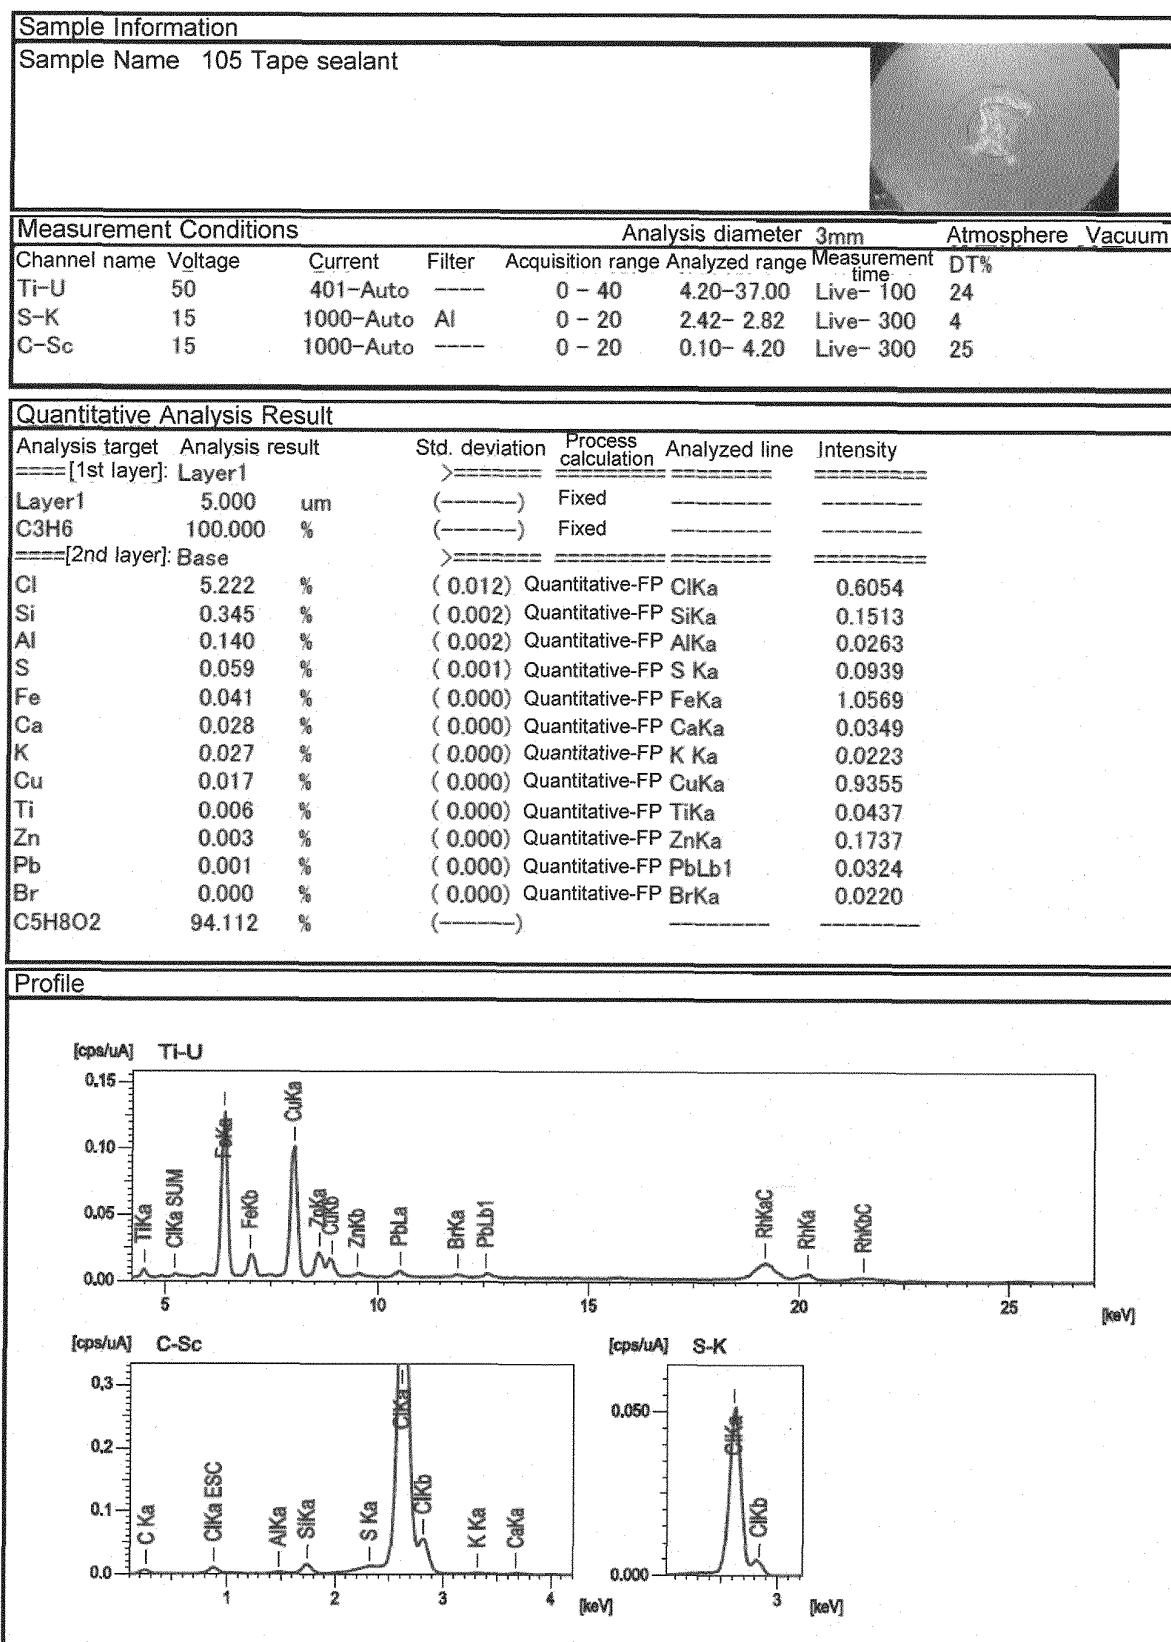 Sample Information
Sample Name 105 Tape sealant
Measurement Conditions Analysis diameter 3mm Atmosphere Vacuum
Channel name Voltage Current Filter Acquisition range Analyzed range Measurement time DT%
Ti-U 50 401-Auto ---- 0 - 40 4.20-37.00 Live- 100 24
S-K 15 1000-Auto Al 0 - 20 2.42- 2.82 Live- 300 4
C-Sc 15 1000-Auto ---- 0 - 20 0.10- 4.20 Live- 300 25
Quantitative Analysis Result
Analysis target Analysis result Std. deviation Process calculation Analyzed line Intensity
====[1st layer]: Layer1 >======= ========= ======== =========
Layer1 5.000 um (------) Fixed -------- ---------
C3H6 100.000 % (------) Fixed -------- ---------
====[2nd layer]: Base >======= ========= ======== =========
Cl 5.222 % ( 0.012) Quantitative-FP ClKa 0.6054
Si 0.345 % ( 0.002) Quantitative-FP SiKa 0.1513
Al 0.140 % ( 0.002) Quantitative-FP AlKa 0.0263
S 0.059 % ( 0.001) Quantitative-FP S Ka 0.0939
Fe 0.041 % ( 0.000) Quantitative-FP FeKa 1.0569
Ca 0.028 % ( 0.000) Quantitative-FP CaKa 0.0349
K 0.027 % ( 0.000) Quantitative-FP K Ka 0.0223
Cu 0.017 % ( 0.000) Quantitative-FP CuKa 0.9355
Ti 0.006 % ( 0.000) Quantitative-FP TiKa 0.0437
Zn 0.003 % ( 0.000) Quantitative-FP ZnKa 0.1737
Pb 0.001 % ( 0.000) Quantitative-FP PbLb1 0.0324
Br 0.000 % ( 0.000) Quantitative-FP BrKa 0.0220
C5H8O2 94.112 % (------) -------- ---------
Profile
[cps/uA] Ti-U
0.15
0.10
0.05
0.00
TiKa
ClKa SUM
FeKa
FeKb
CuKa
ZnKa
CuKb
ZnKb
PbLa
BrKa
PbLb1
RhKaC
RhKa
RhKbC
5 10 15 20 25 [keV]
[cps/uA] C-Sc
0,3
0.2
0.1
0.0
C Ka
ClKa ESC
AlKa
SiKa
S Ka
ClKa
ClKb
K Ka
CaKa
1 2 3 4 [keV]
[cps/uA] S-K
0.050
0.000
ClKa
ClKb
3 [keV]